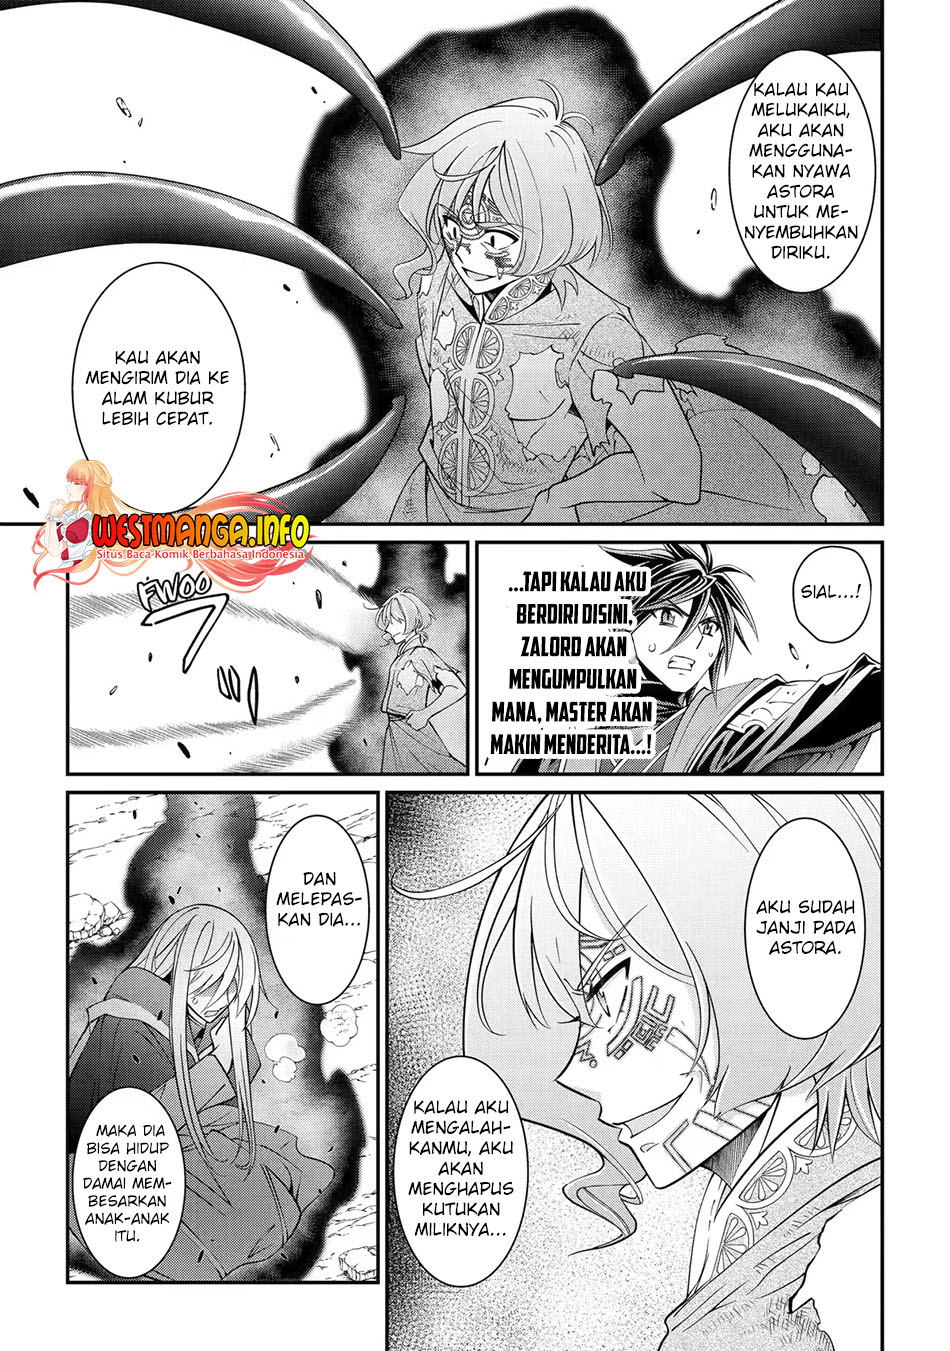 KALAU KAU
MELUKAIKU,
AKU AKAN
MENGGUNA-
KAN NYAWA
ASTORA
UNTUK ME-
NYEMBUHKAN
DIRIKU.
KAU AKAN
MENGIRIM DIA KE
ALAM KUBUR
LEBIH CEPAT.
WESTMANGA.INFO
Situs Baca Komik Berbahasa Indonesia
SIAL...!
...TAPI KALAU AKU
BERDIRI DISINI,
ZALORD AKAN
MENGUMPULKAN
MANA, MASTER AKAN
MAKIN MENDERITA...!
FWOO
AKU SUDAH
JANJI PADA
ASTORA.
KALAU AKU
MENGALAH-
KANMU, AKU
AKAN
MENGHAPUS
KUTUKAN
MILIKNYA...
DAN
MELEPAS-
KAN DIA...
MAKA DIA
BISA HIDUP
DENGAN
DAMAI MEM-
BESARKAN
ANAK-ANAK
ITU.